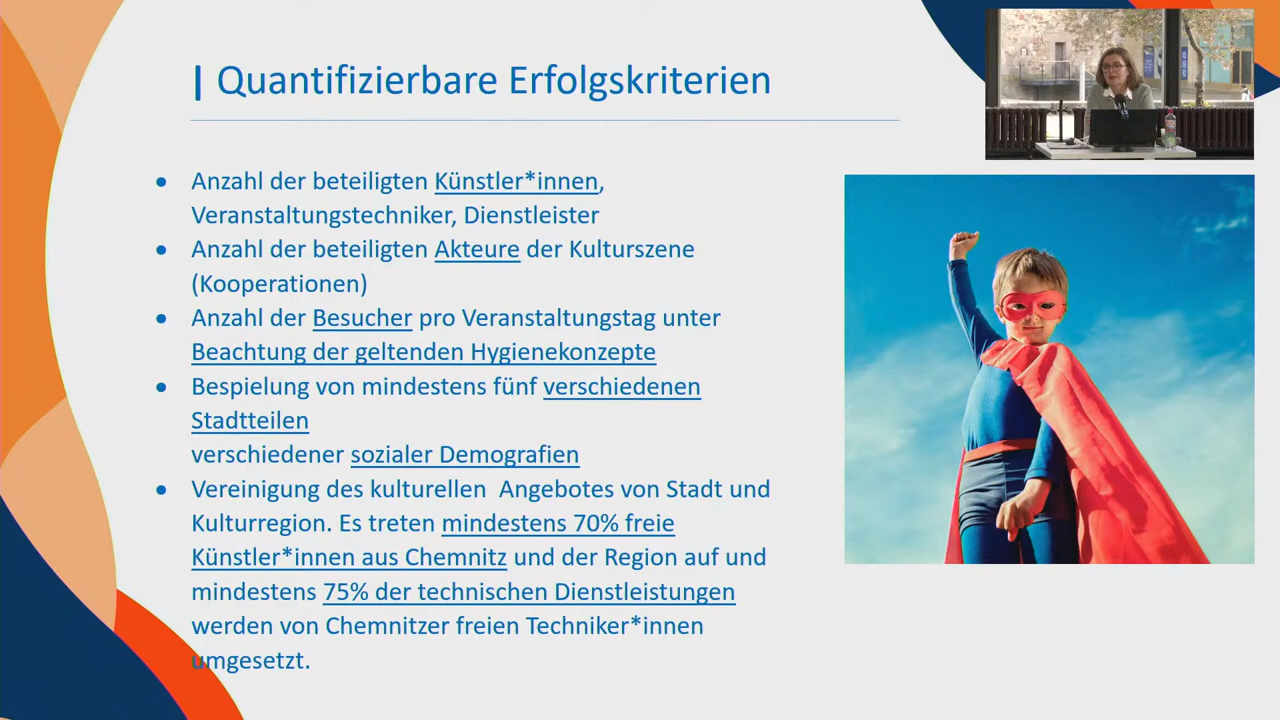 | Quantifizierbare Erfolgskriterien
• Anzahl der beteiligten Künstler*innen,
Veranstaltungstechniker, Dienstleister
• Anzahl der beteiligten Akteure der Kulturszene
(Kooperationen)
• Anzahl der Besucher pro Veranstaltungstag unter
Beachtung der geltenden Hygienekonzepte
• Bespielung von mindestens fünf verschiedenen
Stadtteilen
verschiedener sozialer Demografien
• Vereinigung des kulturellen Angebotes von Stadt und
Kulturregion. Es treten mindestens 70% freie
Künstler*innen aus Chemnitz und der Region auf und
mindestens 75% der technischen Dienstleistungen
werden von Chemnitzer freien Techniker*innen
umgesetzt.